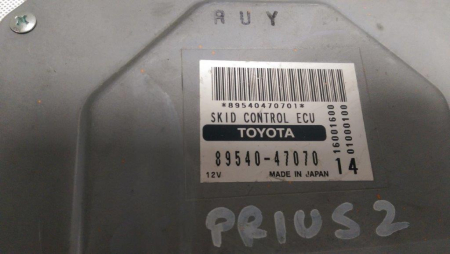 RUY
*89540470701*
SKID CONTROL ECU
TOYOTA
89540-47070
12V MADE IN JAPAN 14
16001600
01000100
PRIUS2